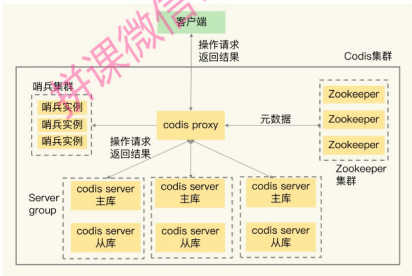 客户端
操作请求
返回结果
Codis集群
哨兵集群
哨兵实例
哨兵实例
哨兵实例
codis proxy
元数据
Zookeeper
Zookeeper
Zookeeper
Zookeeper
集群
操作请求
返回结果
Server
group
codis server
主库
codis server
主库
codis server
主库
codis server
从库
codis server
从库
codis server
从库
拼课微信